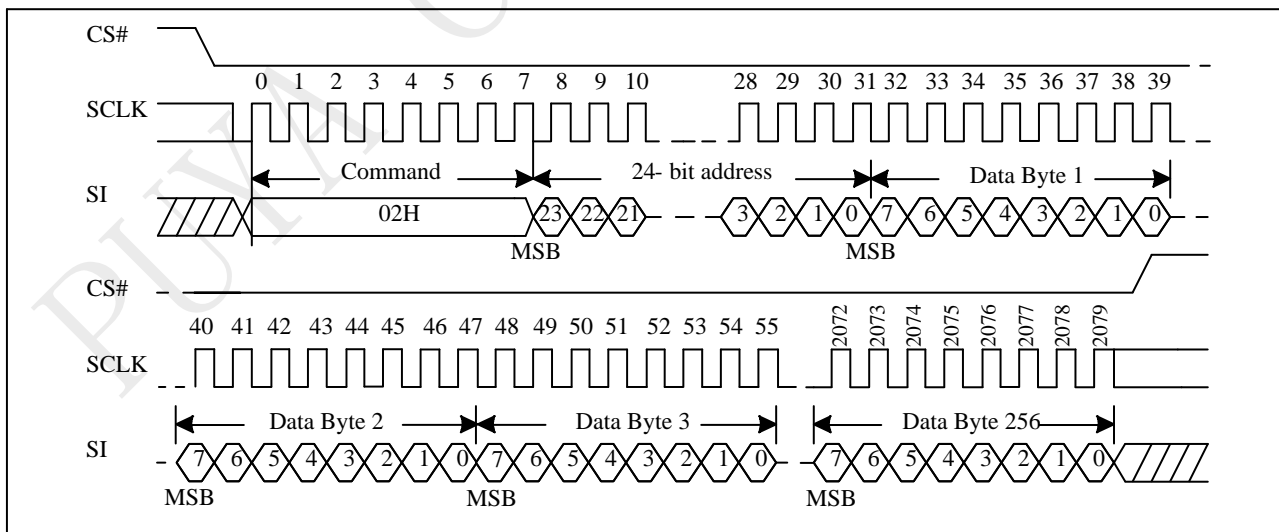 PUYA C
CS#
0 1 2 3 4 5 6 7 8 9 10 28 29 30 31 32 33 34 35 36 37 38 39
SCLK
Command 24- bit address Data Byte 1
SI
02H 23 22 21 3 2 1 0 7 6 5 4 3 2 1 0
MSB MSB
CS#
40 41 42 43 44 45 46 47 48 49 50 51 52 53 54 55 2072 2073 2074 2075 2076 2077 2078 2079
SCLK
Data Byte 2 Data Byte 3 Data Byte 256
SI
7 6 5 4 3 2 1 0 7 6 5 4 3 2 1 0 7 6 5 4 3 2 1 0
MSB MSB MSB